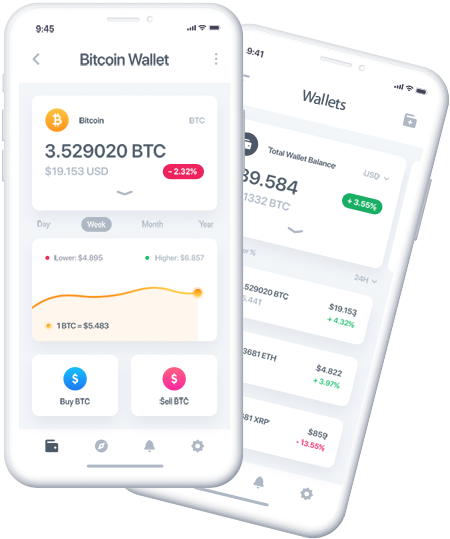 9:45
Bitcoin Wallet
Bitcoin
BTC
3.529020 BTC
$19.153 USD
- 2.32%
Day
Week
Month
Year
Lower: $4.895
Higher: $6.857
1 BTC = $5.483
Buy BTC
Sell BTC
9:41
Wallets
Total Wallet Balance
USD
39.584
1332 BTC
+ 3.55%
24H
.529020 BTC
$19.153
+ 4.32%
3681 ETH
$4.822
+ 3.97%
XRP
$859
- 13.55%